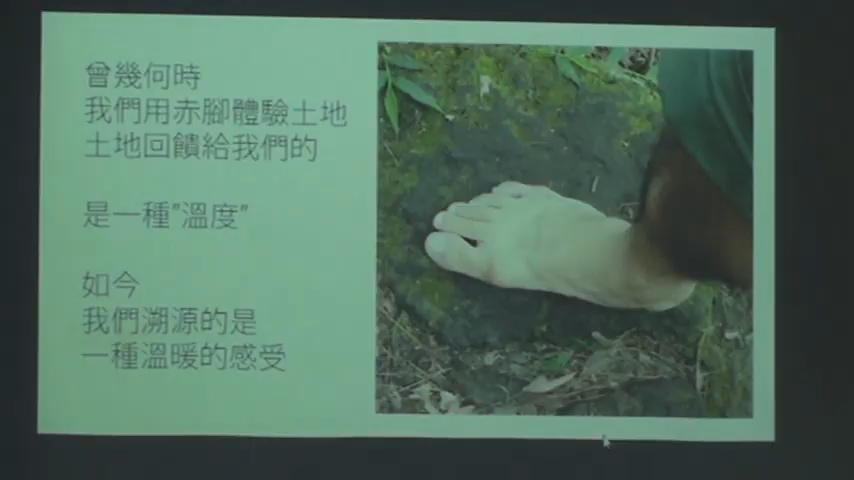 曾幾何時
我們用赤腳體驗土地
土地回饋給我們的
是一種"溫度"
如今
我們溯源的是
一種溫暖的感受